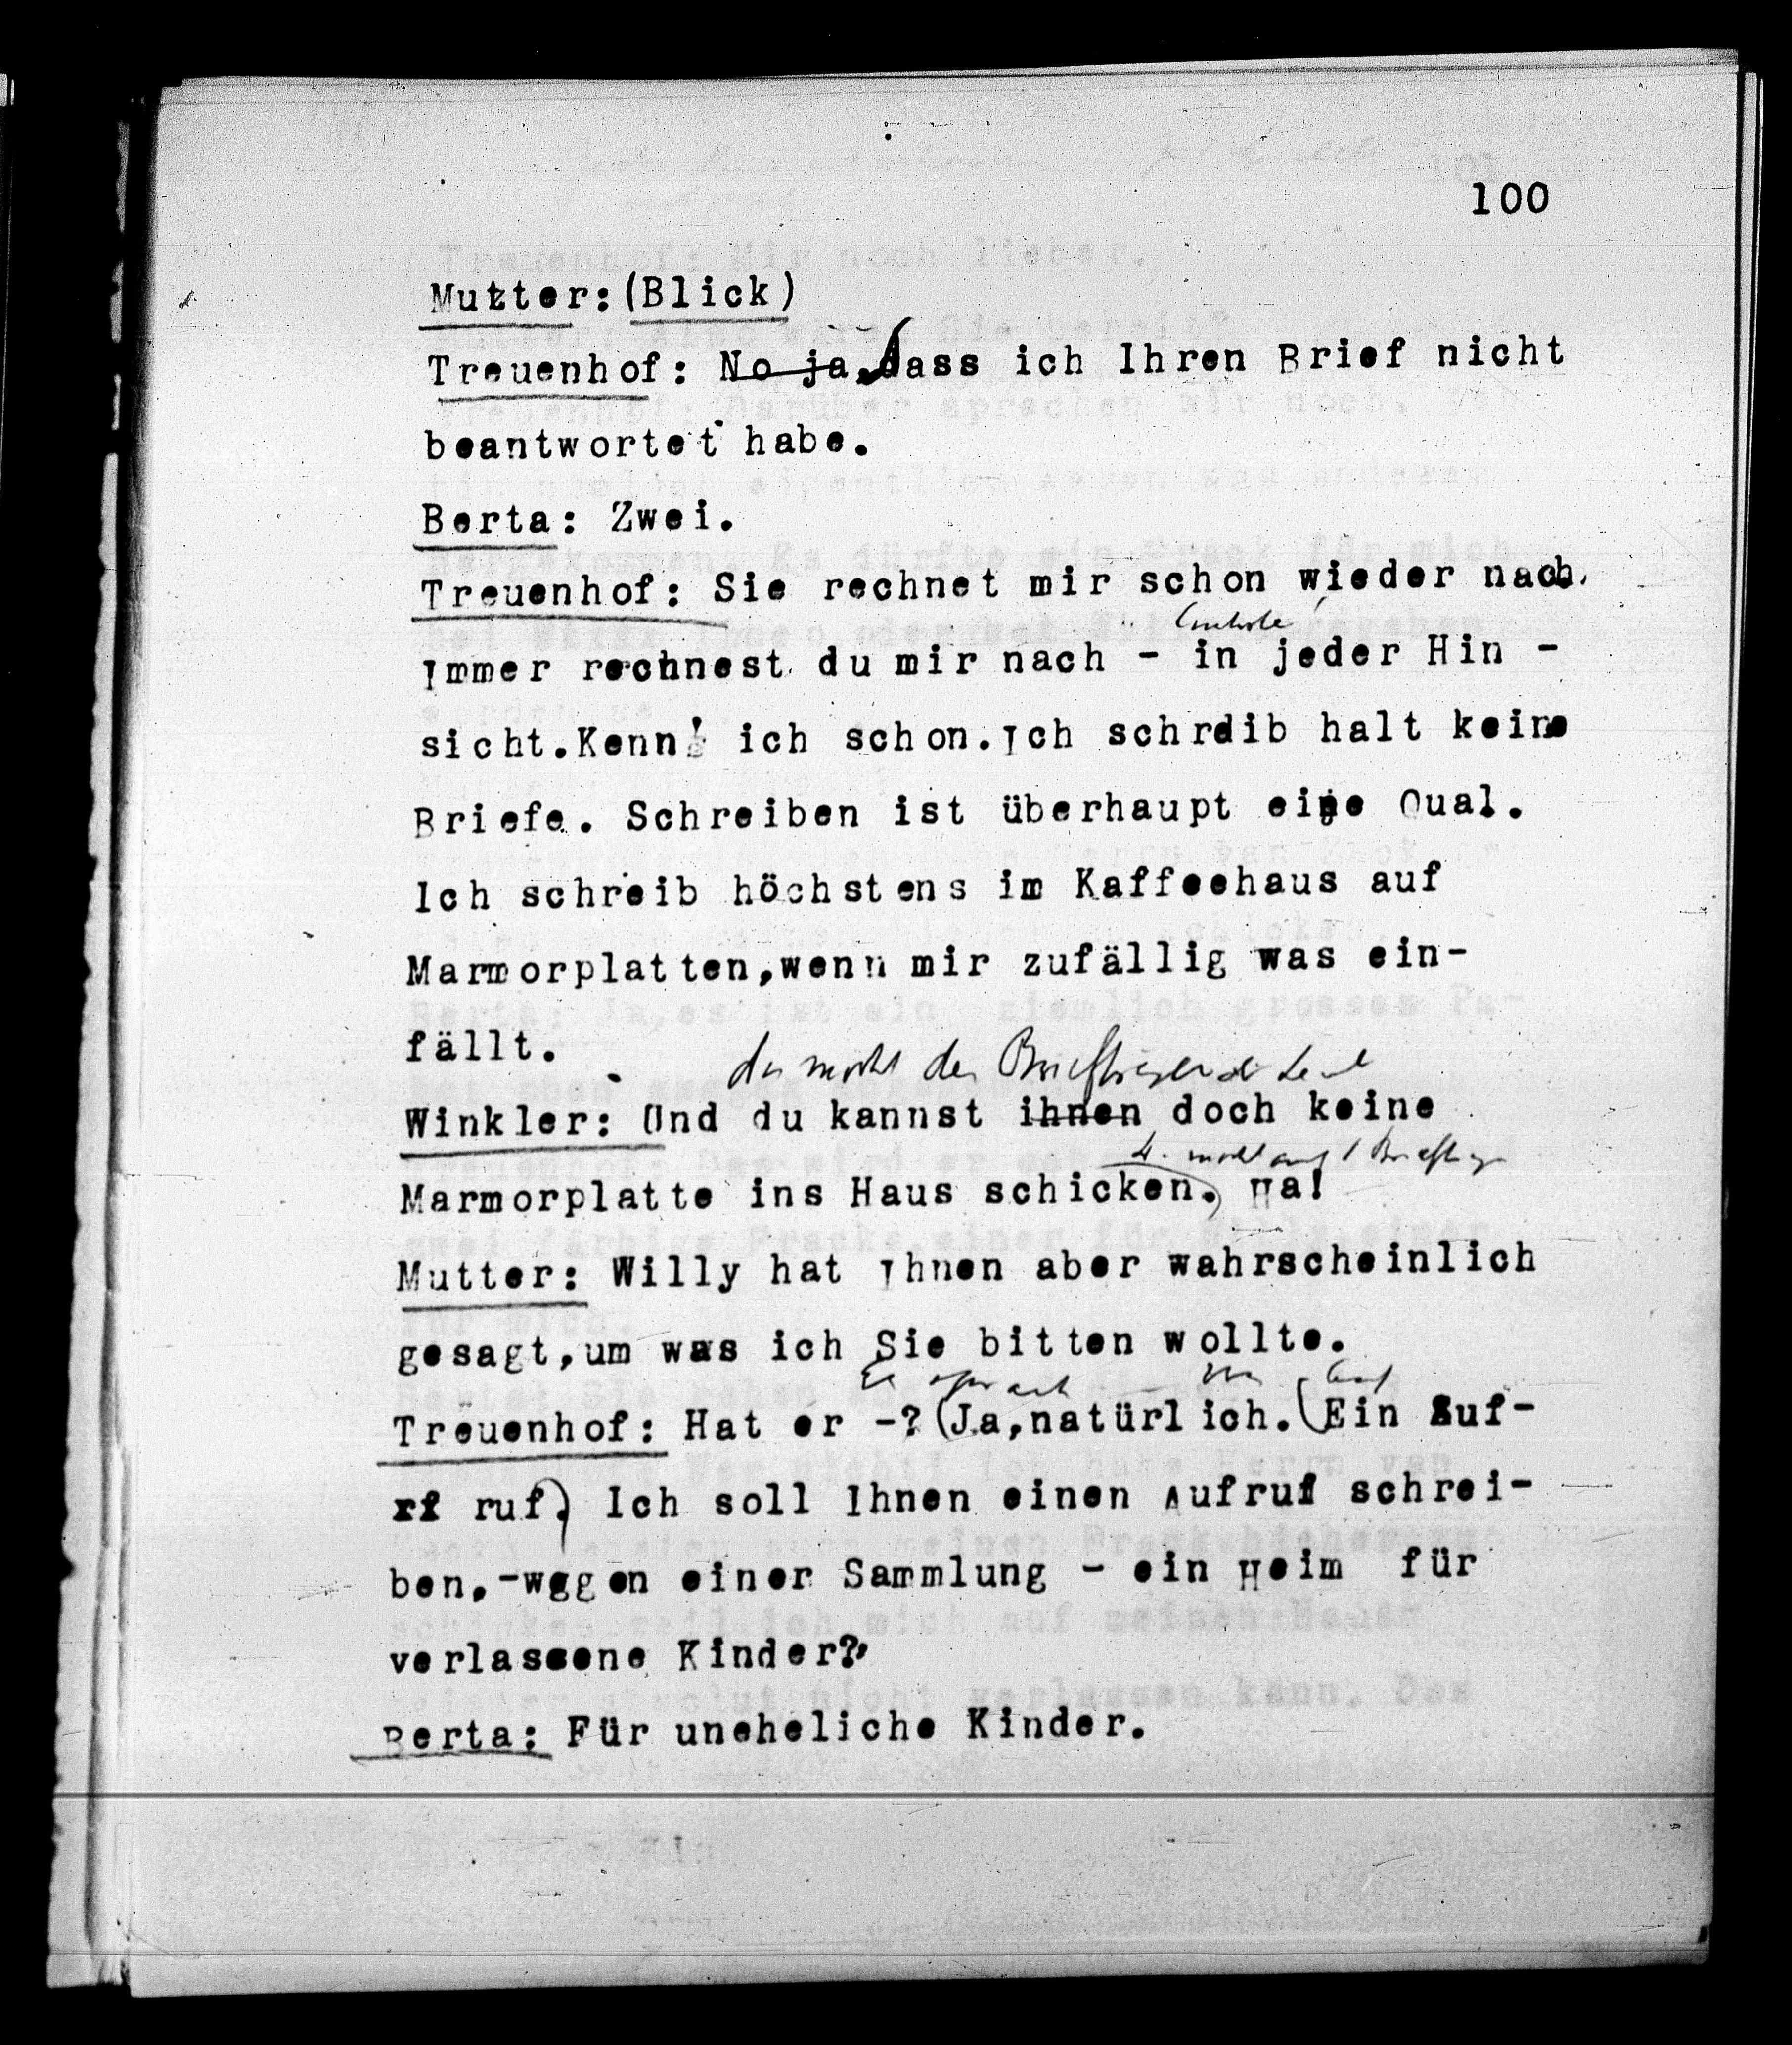 100
Mutter:(Blick)
Treuenhof: No ja,dass ich Ihren Brief nicht
beantwortet habe.
Berta: Zwei.
Treuenhof: Sie rechnet mir schon wieder nach.
Immer rechnest du mir nach - in jeder Hin -
sicht.Kenn' ich schon.Ich schreib halt keine
Briefe. Schreiben ist überhaupt eine Qual.
Ich schreib höchstens im Kaffeehaus auf
Marmorplatten,wenn mir zufällig was ein-
fällt.
Winkler: Und du kannst ihnen doch keine
Marmorplatte ins Haus schicken. Ha!
Mutter: Willy hat Ihnen aber wahrscheinlich
gesagt,um was ich Sie bitten wollte.
Treuenhof: Hat er -? (Ja,natürlich. (Ein Auf-
rf ruf.) Ich soll Ihnen einen Aufruf schrei-
ben,-wegen einer Sammlung - ein Heim für
verlassene Kinder?
Berta: Für uneheliche Kinder.